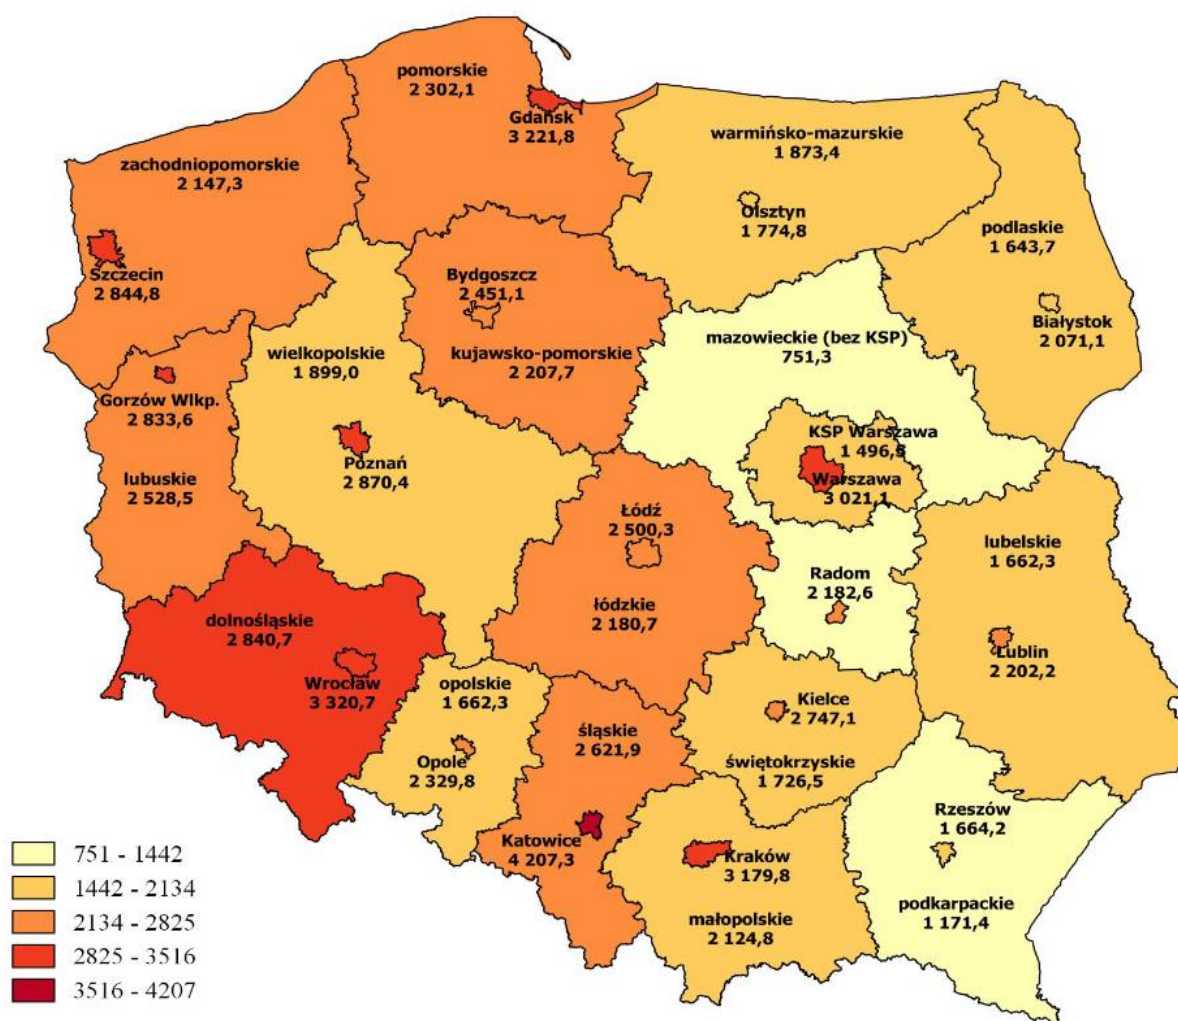 pomorskie
2 302,1
Gdańsk
3 221,8
warmińsko-mazurskie
1 873,4
zachodniopomorskie
2 147,3
Olsztyn
1 774,8
podlaskie
1 643,7
Szczecin
2 844,8
Bydgoszcz
2 451,1
Białystok
2 071,1
mazowieckie (bez KSP)
751,3
wielkopolskie
1 899,0
kujawsko-pomorskie
2 207,7
Gorzów Wlkp.
2 833,6
KSP Warszawa
1 496,5
Poznań
2 870,4
lubuskie
2 528,5
Warszawa
3 021,1
Łódź
2 500,3
lubelskie
1 662,3
Radom
2 182,6
łódzkie
2 180,7
dolnośląskie
2 840,7
Lublin
2 202,2
Wrocław
3 320,7
opolskie
1 662,3
Kielce
2 747,1
śląskie
2 621,9
Opole
2 329,8
świętokrzyskie
1 726,5
Rzeszów
1 664,2
Katowice
4 207,3
Kraków
3 179,8
podkarpackie
1 171,4
małopolskie
2 124,8
751 - 1442
1442 - 2134
2134 - 2825
2825 - 3516
3516 - 4207